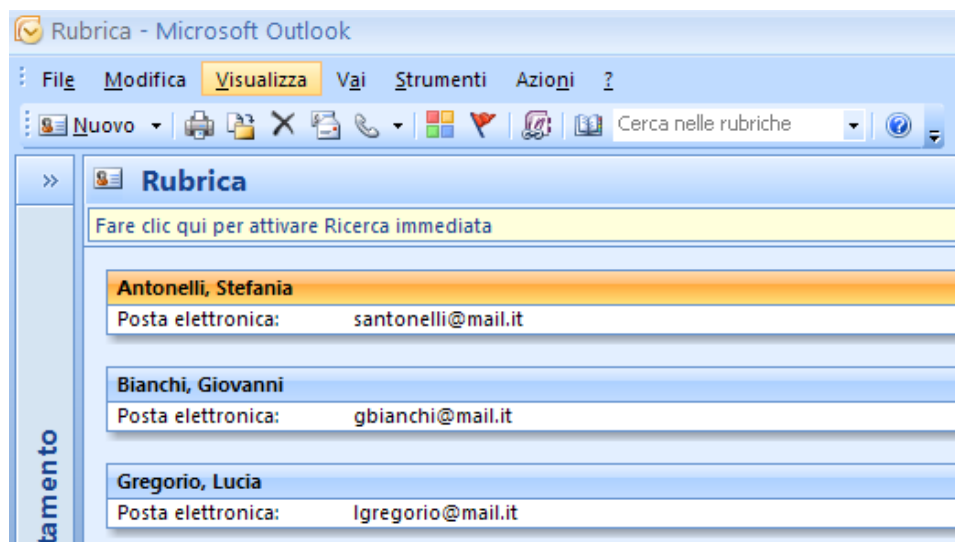 Rubrica - Microsoft Outlook
File Modifica Visualizza Vai Strumenti Azioni ?
Nuovo Cerca nelle rubriche
» Rubrica
Fare clic qui per attivare Ricerca immediata
Antonelli, Stefania
Posta elettronica: santonelli@mail.it
Bianchi, Giovanni
Posta elettronica: gbianchi@mail.it
Gregorio, Lucia
Posta elettronica: lgregorio@mail.it
tamento